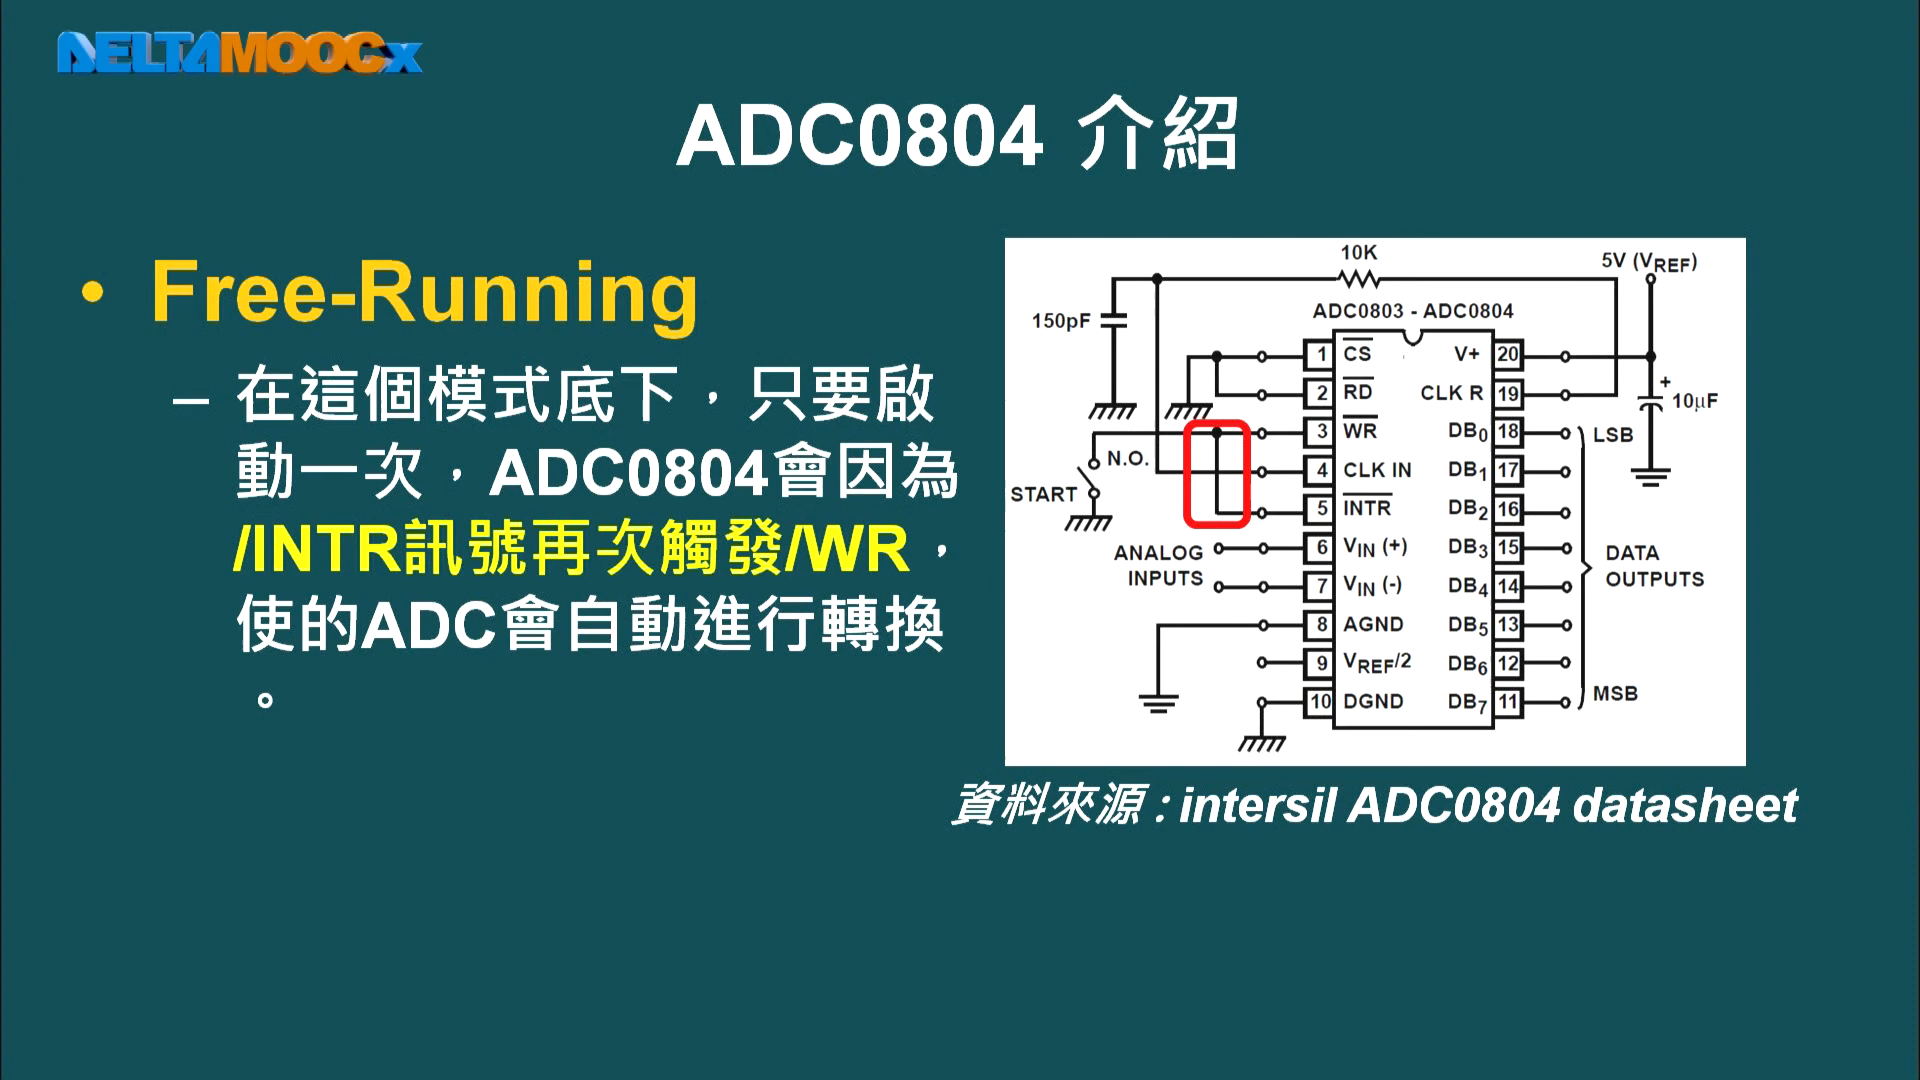 DELTAMOOCx
ADC0804 介紹
• Free-Running
– 在這個模式底下，只要啟
動一次，ADC0804會因為
/INTR訊號再次觸發/WR，
使的ADC會自動進行轉換
。
10K
5V (VREF)
ADC0803 - ADC0804
150pF
1 CS V+ 20
2 RD CLK R 19
+
10µF
3 WR DB0 18 LSB
N.O.
4 CLK IN DB1 17
START
5 INTR DB2 16
ANALOG
INPUTS
6 VIN (+) DB3 15
DATA
OUTPUTS
7 VIN (-) DB4 14
8 AGND DB5 13
9 VREF/2 DB6 12
10 DGND DB7 11 MSB
資料來源 : intersil ADC0804 datasheet